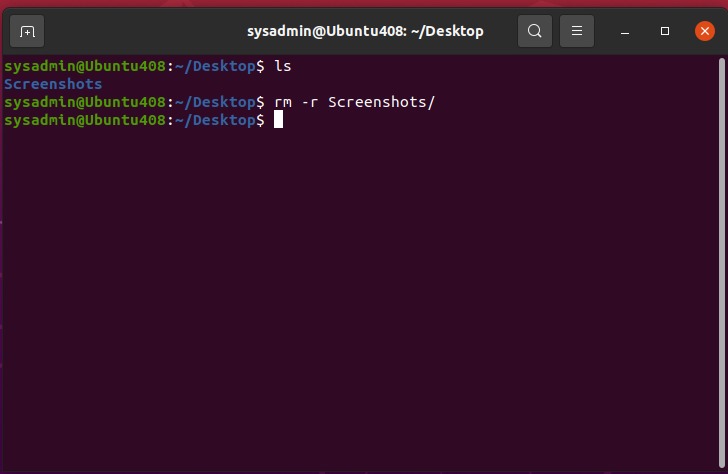 sysadmin@Ubuntu408: ~/Desktop
sysadmin@Ubuntu408:~/Desktop$ ls
Screenshots
sysadmin@Ubuntu408:~/Desktop$ rm -r Screenshots/
sysadmin@Ubuntu408:~/Desktop$